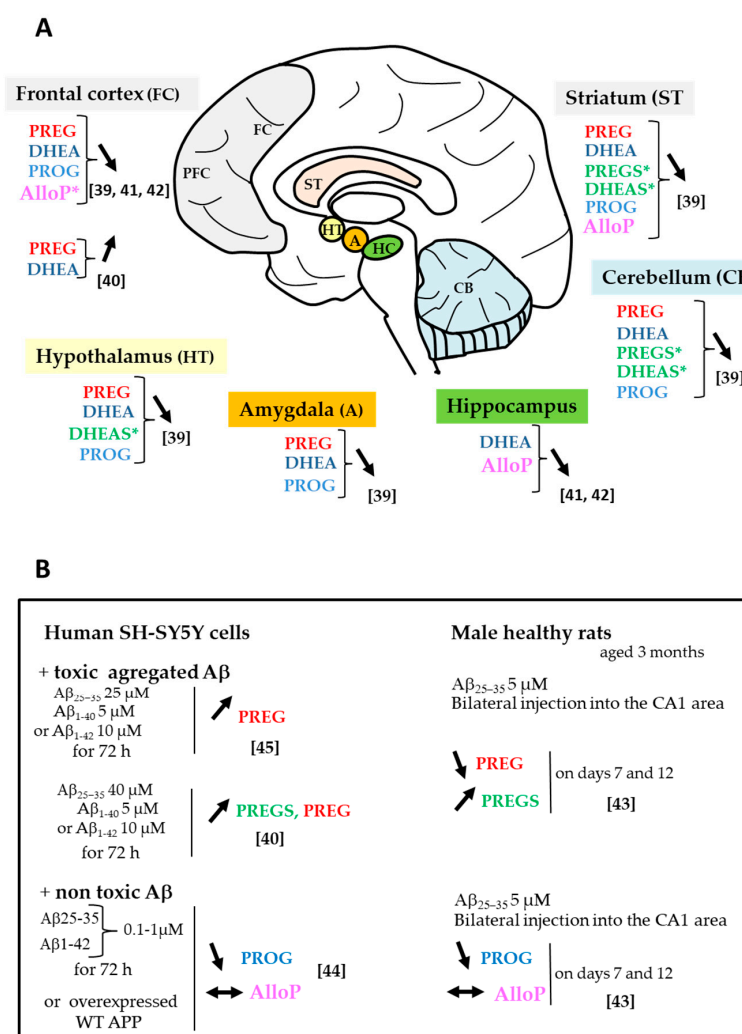 A
Frontal cortex (FC)
PREG
DHEA
PROG
AlloP*
[39, 41, 42]
PREG
DHEA
[40]
FC
PFC
ST
HT
A
HC
CB
Striatum (ST
PREG
DHEA
PREGS*
DHEAS*
PROG
AlloP
[39]
Cerebellum (CI
PREG
DHEA
PREGS*
DHEAS*
PROG
[39]
Hypothalamus (HT)
PREG
DHEA
DHEAS*
PROG
[39]
Amygdala (A)
PREG
DHEA
PROG
[39]
Hippocampus
DHEA
AlloP
[41, 42]
B
Human SH-SY5Y cells
+ toxic agregated Aβ
Aβ25–35 25 μM
Aβ1-40 5 μM
or Aβ1-42 10 μM
for 72 h
PREG
[45]
Aβ25–35 40 μM
Aβ1-40 5 μM
or Aβ1-42 10 μM
for 72 h
PREGS, PREG
[40]
+ non toxic Aβ
Aβ25-35
Aβ1-42
0.1-1μM
for 72 h
or overexpressed
WT APP
PROG
AlloP
[44]
Male healthy rats
aged 3 months
Aβ25–35 5 μM
Bilateral injection into the CA1 area
PREG
PREGS
on days 7 and 12
[43]
Aβ25–35 5 μM
Bilateral injection into the CA1 area
PROG
AlloP
on days 7 and 12
[43]